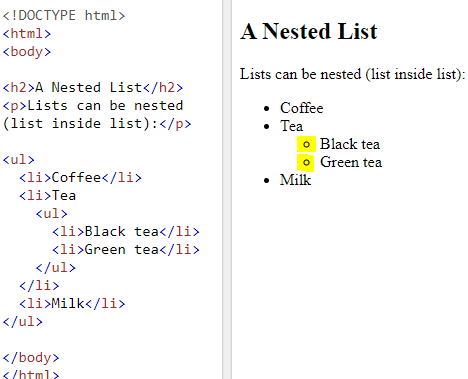 <!DOCTYPE html>
<html>
<body>

<h2>A Nested List</h2>
<p>Lists can be nested
(list inside list):</p>

<ul>
  <li>Coffee</li>
  <li>Tea
    <ul>
      <li>Black tea</li>
      <li>Green tea</li>
    </ul>
  </li>
  <li>Milk</li>
</ul>

</body>
</html>

A Nested List
Lists can be nested (list inside list):
Coffee
Tea
Black tea
Green tea
Milk